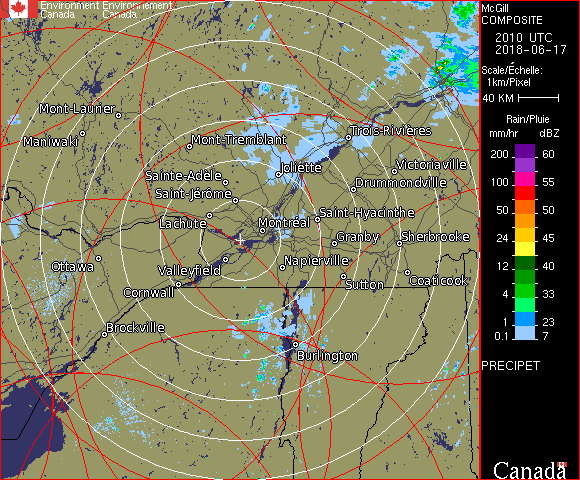 Environment Environnement
Canada Canada
McGill
COMPOSITE
2010 UTC
2018-06-17
Scale/Échelle:
1km/Pixel
40 KM
Rain/Pluie
mm/hr dBZ
200 60
100 55
50 50
24 45
12 40
4 33
1 23
0.1 7
PRECIPET
Canada
Mont-Laurier
Maniwaki
Mont-Tremblant
Trois-Rivières
Joliette
Victoriaville
Sainte-Adèle
Drummondville
Saint-Jérôme
Lachute
Saint-Hyacinthe
Montréal
Granby
Sherbrooke
Ottawa
Valleyfield
Napierville
Cornwall
Sutton
Coaticook
Brockville
Burlington